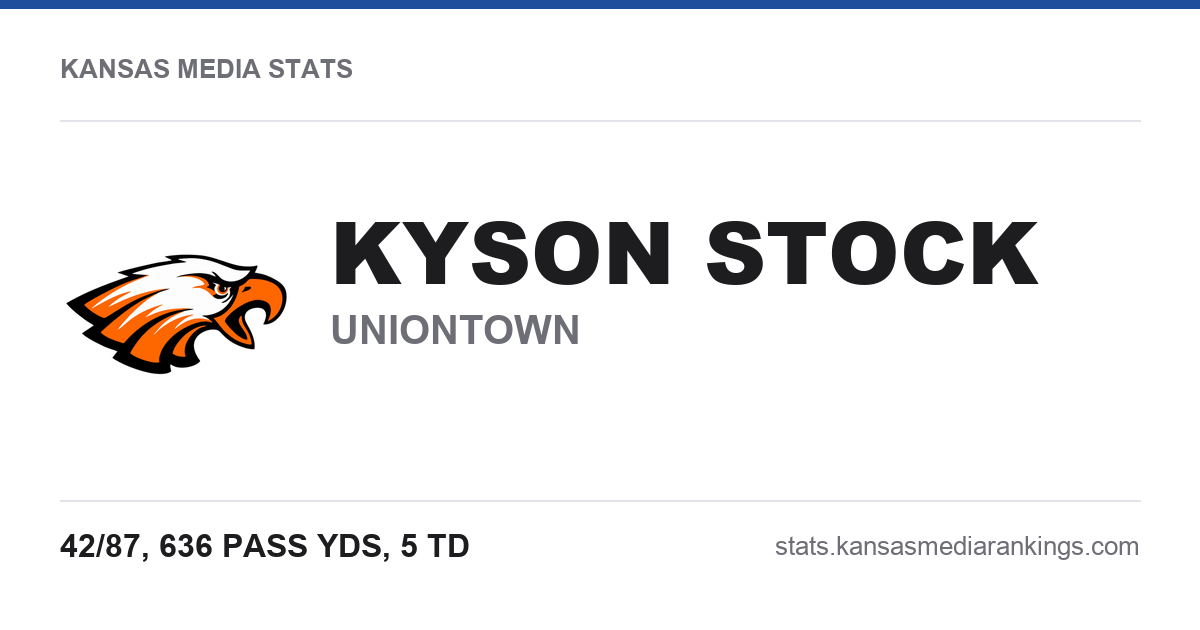 KANSAS MEDIA STATS
KYSON STOCK
UNIONTOWN
42/87, 636 PASS YDS, 5 TD
stats.kansasmediarankings.com